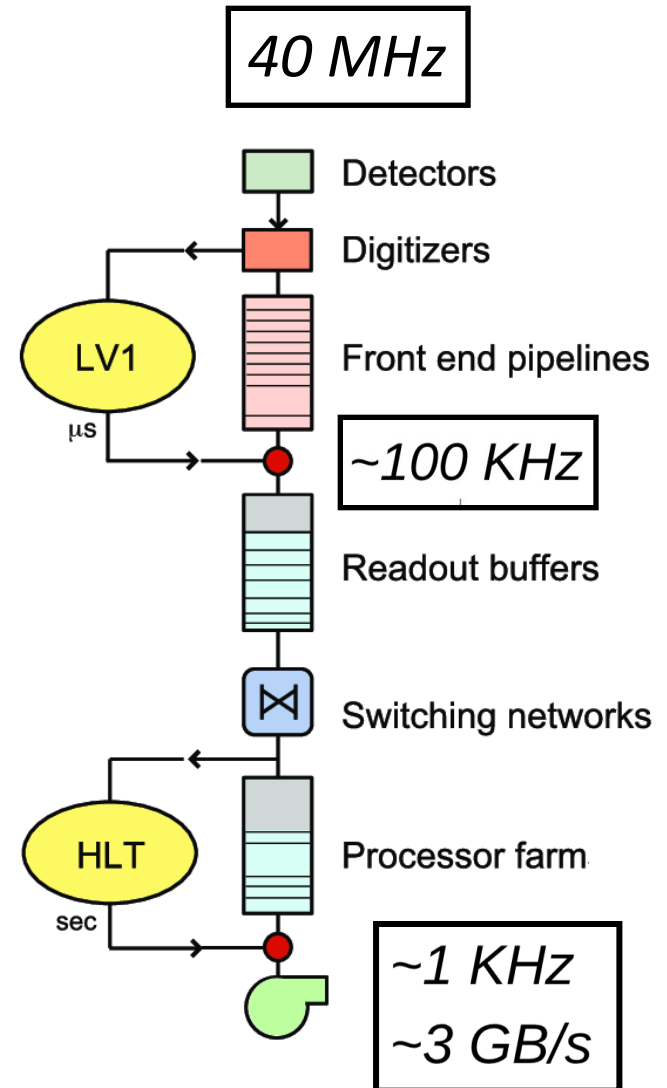 40 MHz
Detectors
Digitizers
LV1
Front end pipelines
μs
~100 KHz
Readout buffers
Switching networks
HLT
Processor farm
sec
~1 KHz
~3 GB/s